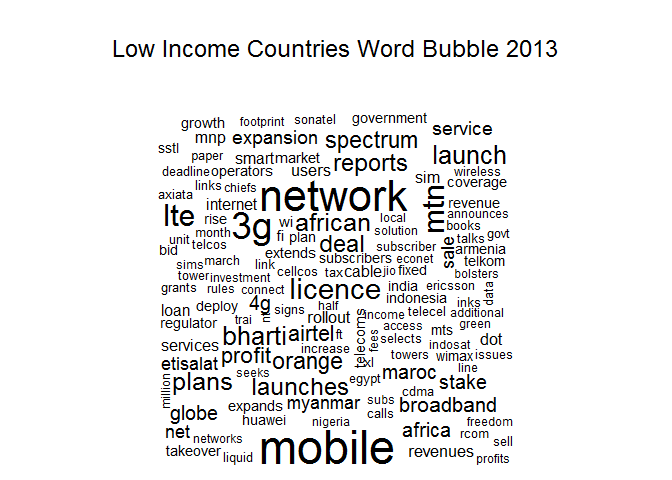 Low Income Countries Word Bubble 2013
growth footprint sonatel government
mnp expansion spectrum service
sstl paper smart market reports launch
deadline operators users sim wireless
axiata links chiefs network mtn coverage
internet revenue
lte rise 3g wi african local announces
month fi plan solution books
unit telcos deal subscriber sale talks govt
bid extends subscribers econet armenia
sims march link cable jio fixed telkom
tower investment cellcos tax bolsters
grants rules connect licence india ericsson data
loan deploy 4g signs half indonesia inks
trai rollout income telecel additional
regulator bharti airtel ft telecoms access mts green
services increase fees selects indosat dot
etisalat profit orange txl towers wimax issues
seeks egypt maroc line
million plans launches cdma stake
globe expands myanmar subs broadband
huawei nigeria calls freedom
net networks africa rcom
takeover liquid mobile revenues sell
profits